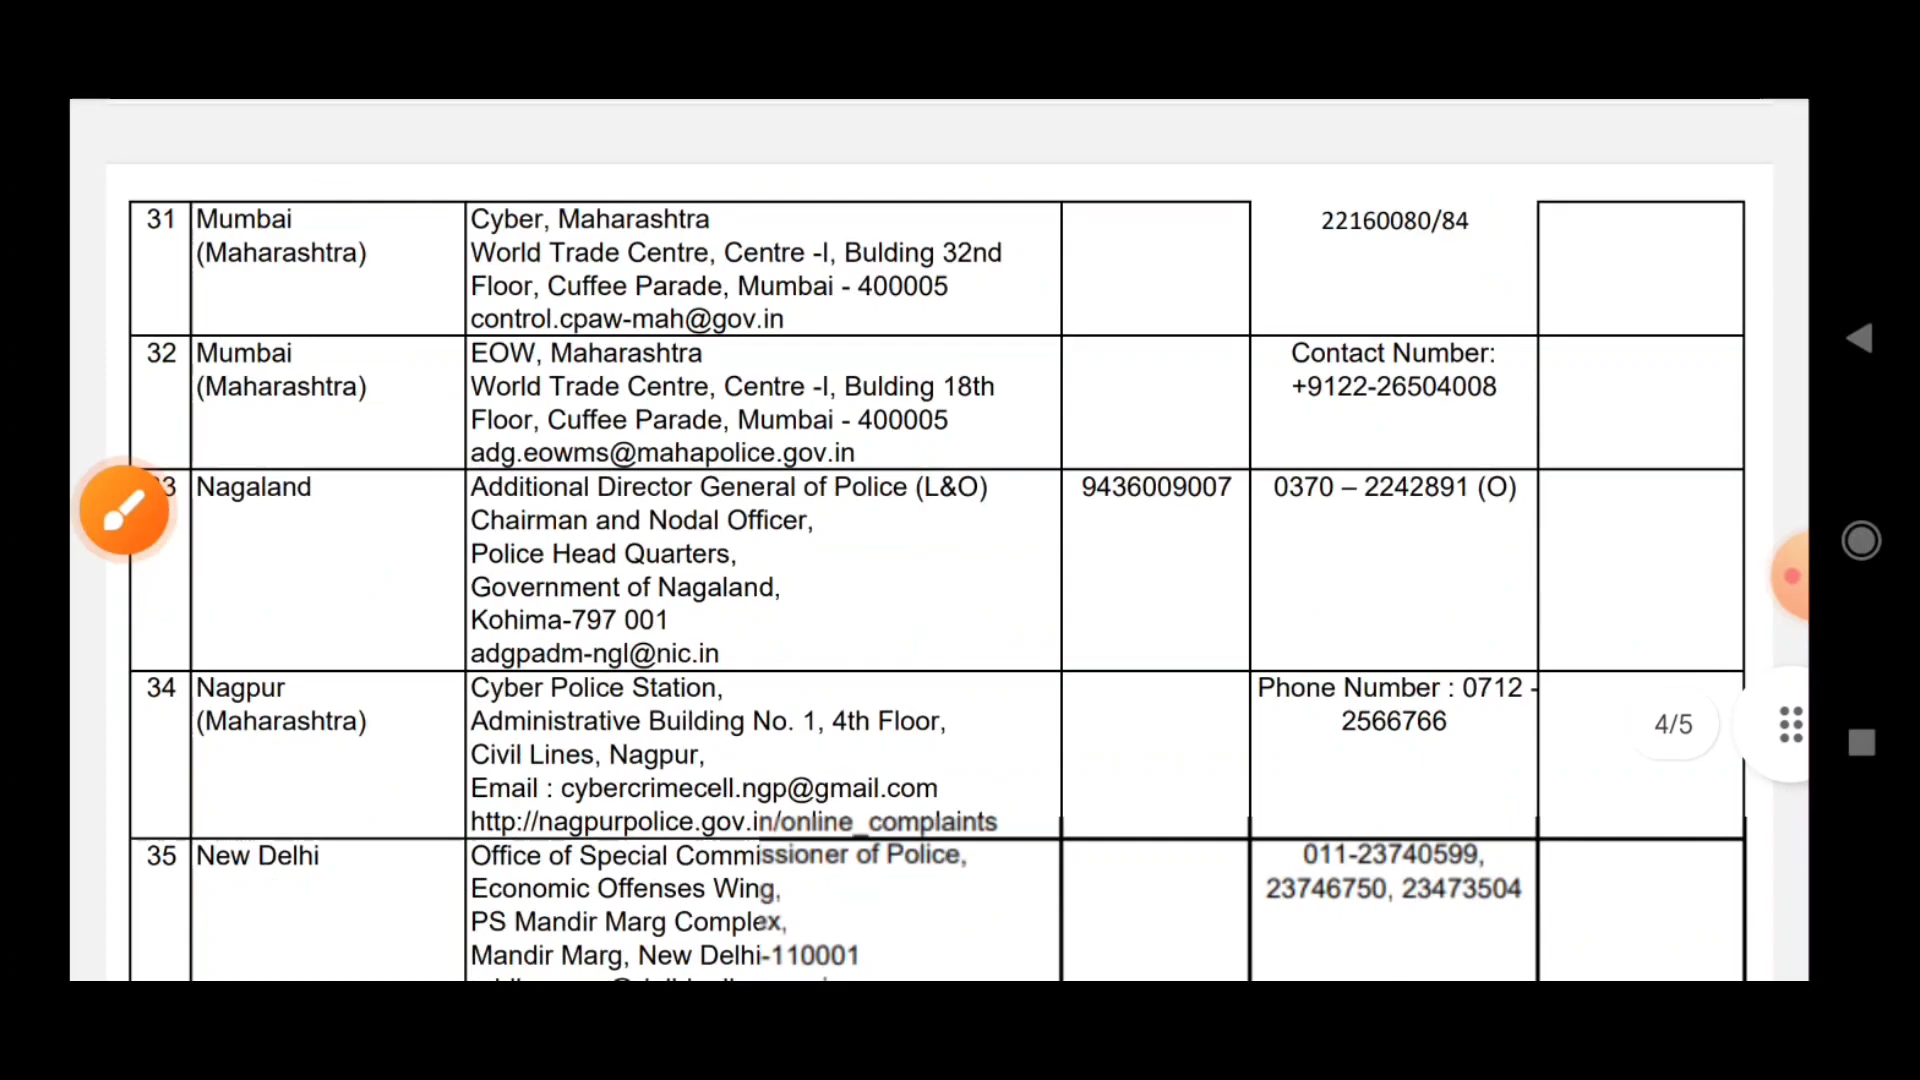 31 Mumbai (Maharashtra)
Cyber, Maharashtra
World Trade Centre, Centre -I, Bulding 32nd
Floor, Cuffee Parade, Mumbai - 400005
control.cpaw-mah@gov.in
22160080/84
32 Mumbai (Maharashtra)
EOW, Maharashtra
World Trade Centre, Centre -I, Bulding 18th
Floor, Cuffee Parade, Mumbai - 400005
adg.eowms@mahapolice.gov.in
Contact Number:
+9122-26504008
3 Nagaland
Additional Director General of Police (L&O)
Chairman and Nodal Officer,
Police Head Quarters,
Government of Nagaland,
Kohima-797 001
adgpadm-ngl@nic.in
9436009007
0370 – 2242891 (O)
34 Nagpur (Maharashtra)
Cyber Police Station,
Administrative Building No. 1, 4th Floor,
Civil Lines, Nagpur,
Email : cybercrimecell.ngp@gmail.com
http://nagpurpolice.gov.in/online_complaints
Phone Number : 0712 -
2566766
4/5
35 New Delhi
Office of Special Commissioner of Police,
Economic Offenses Wing,
PS Mandir Marg Complex,
Mandir Marg, New Delhi-110001
011-23740599,
23746750, 23473504